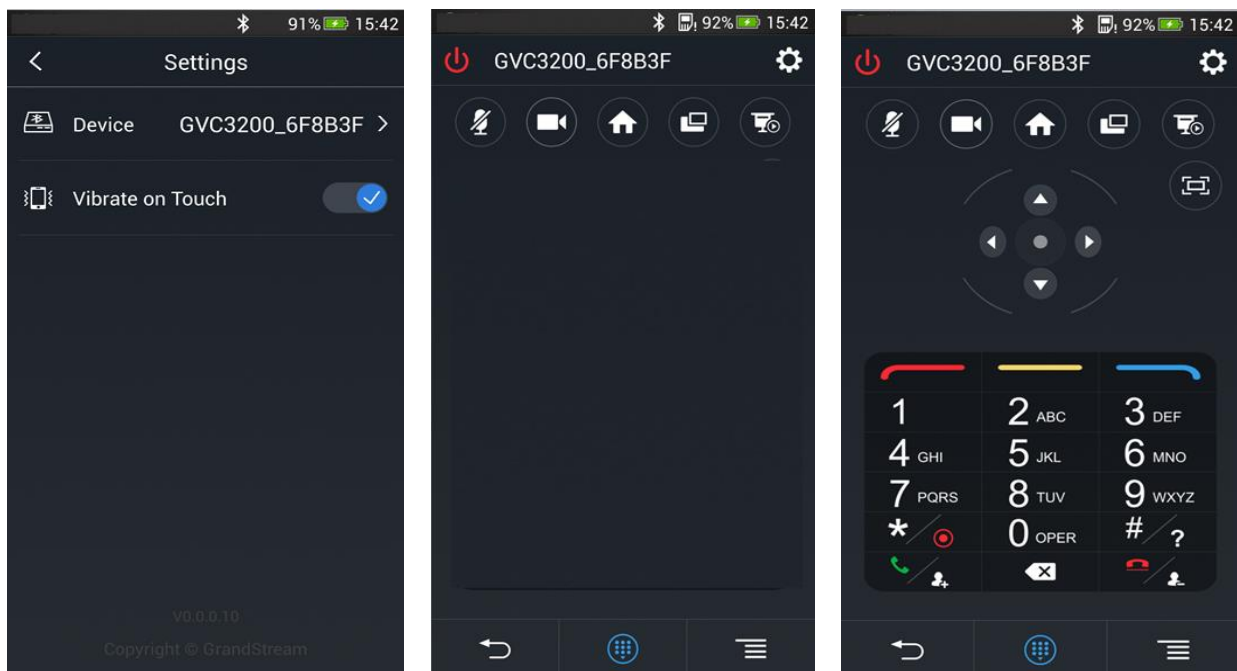 91% 15:42
Settings
Device GVC3200_6F8B3F
Vibrate on Touch
V0.0.0.10
Copyright © GrandStream
92% 15:42
GVC3200_6F8B3F
92% 15:42
GVC3200_6F8B3F
1 2 ABC 3 DEF
4 GHI 5 JKL 6 MNO
7 PQRS 8 TUV 9 WXYZ
* 0 OPER # ?